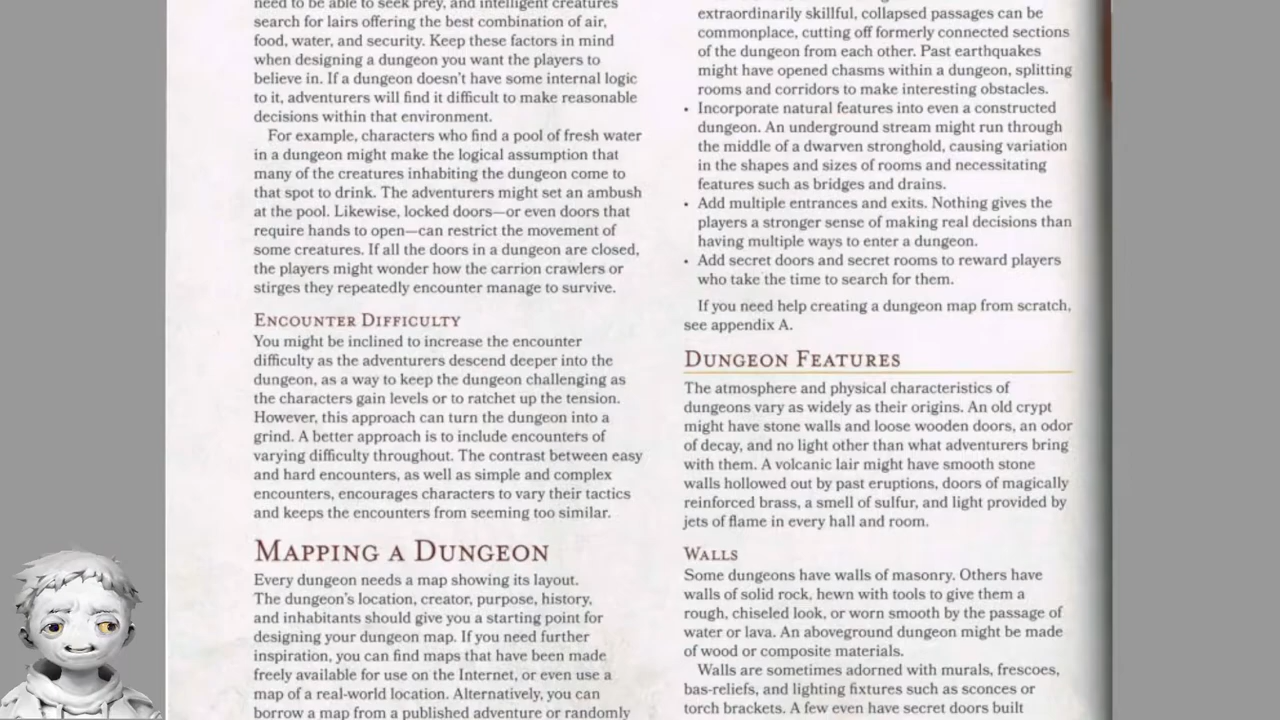 need to be able to seek prey, and intelligent creatures
search for lairs offering the best combination of air,
food, water, and security. Keep these factors in mind
when designing a dungeon you want the players to
believe in. If a dungeon doesn't have some internal logic
to it, adventurers will find it difficult to make reasonable
decisions within that environment.
For example, characters who find a pool of fresh water
in a dungeon might make the logical assumption that
many of the creatures inhabiting the dungeon come to
that spot to drink. The adventurers might set an ambush
at the pool. Likewise, locked doors—or even doors that
require hands to open—can restrict the movement of
some creatures. If all the doors in a dungeon are closed,
the players might wonder how the carrion crawlers or
stirges they repeatedly encounter manage to survive.
Encounter Difficulty
You might be inclined to increase the encounter
difficulty as the adventurers descend deeper into the
dungeon, as a way to keep the dungeon challenging as
the characters gain levels or to ratchet up the tension.
However, this approach can turn the dungeon into a
grind. A better approach is to include encounters of
varying difficulty throughout. The contrast between easy
and hard encounters, as well as simple and complex
encounters, encourages characters to vary their tactics
and keeps the encounters from seeming too similar.
Mapping a Dungeon
Every dungeon needs a map showing its layout.
The dungeon's location, creator, purpose, history,
and inhabitants should give you a starting point for
designing your dungeon map. If you need further
inspiration, you can find maps that have been made
freely available for use on the Internet, or even use a
map of a real-world location. Alternatively, you can
borrow a map from a published adventure or randomly
extraordinarily skillful, collapsed passages can be
commonplace, cutting off formerly connected sections
of the dungeon from each other. Past earthquakes
might have opened chasms within a dungeon, splitting
rooms and corridors to make interesting obstacles.
• Incorporate natural features into even a constructed
dungeon. An underground stream might run through
the middle of a dwarven stronghold, causing variation
in the shapes and sizes of rooms and necessitating
features such as bridges and drains.
• Add multiple entrances and exits. Nothing gives the
players a stronger sense of making real decisions than
having multiple ways to enter a dungeon.
• Add secret doors and secret rooms to reward players
who take the time to search for them.
If you need help creating a dungeon map from scratch,
see appendix A.
Dungeon Features
The atmosphere and physical characteristics of
dungeons vary as widely as their origins. An old crypt
might have stone walls and loose wooden doors, an odor
of decay, and no light other than what adventurers bring
with them. A volcanic lair might have smooth stone
walls hollowed out by past eruptions, doors of magically
reinforced brass, a smell of sulfur, and light provided by
jets of flame in every hall and room.
Walls
Some dungeons have walls of masonry. Others have
walls of solid rock, hewn with tools to give them a
rough, chiseled look, or worn smooth by the passage of
water or lava. An aboveground dungeon might be made
of wood or composite materials.
Walls are sometimes adorned with murals, frescoes,
bas-reliefs, and lighting fixtures such as sconces or
torch brackets. A few even have secret doors built